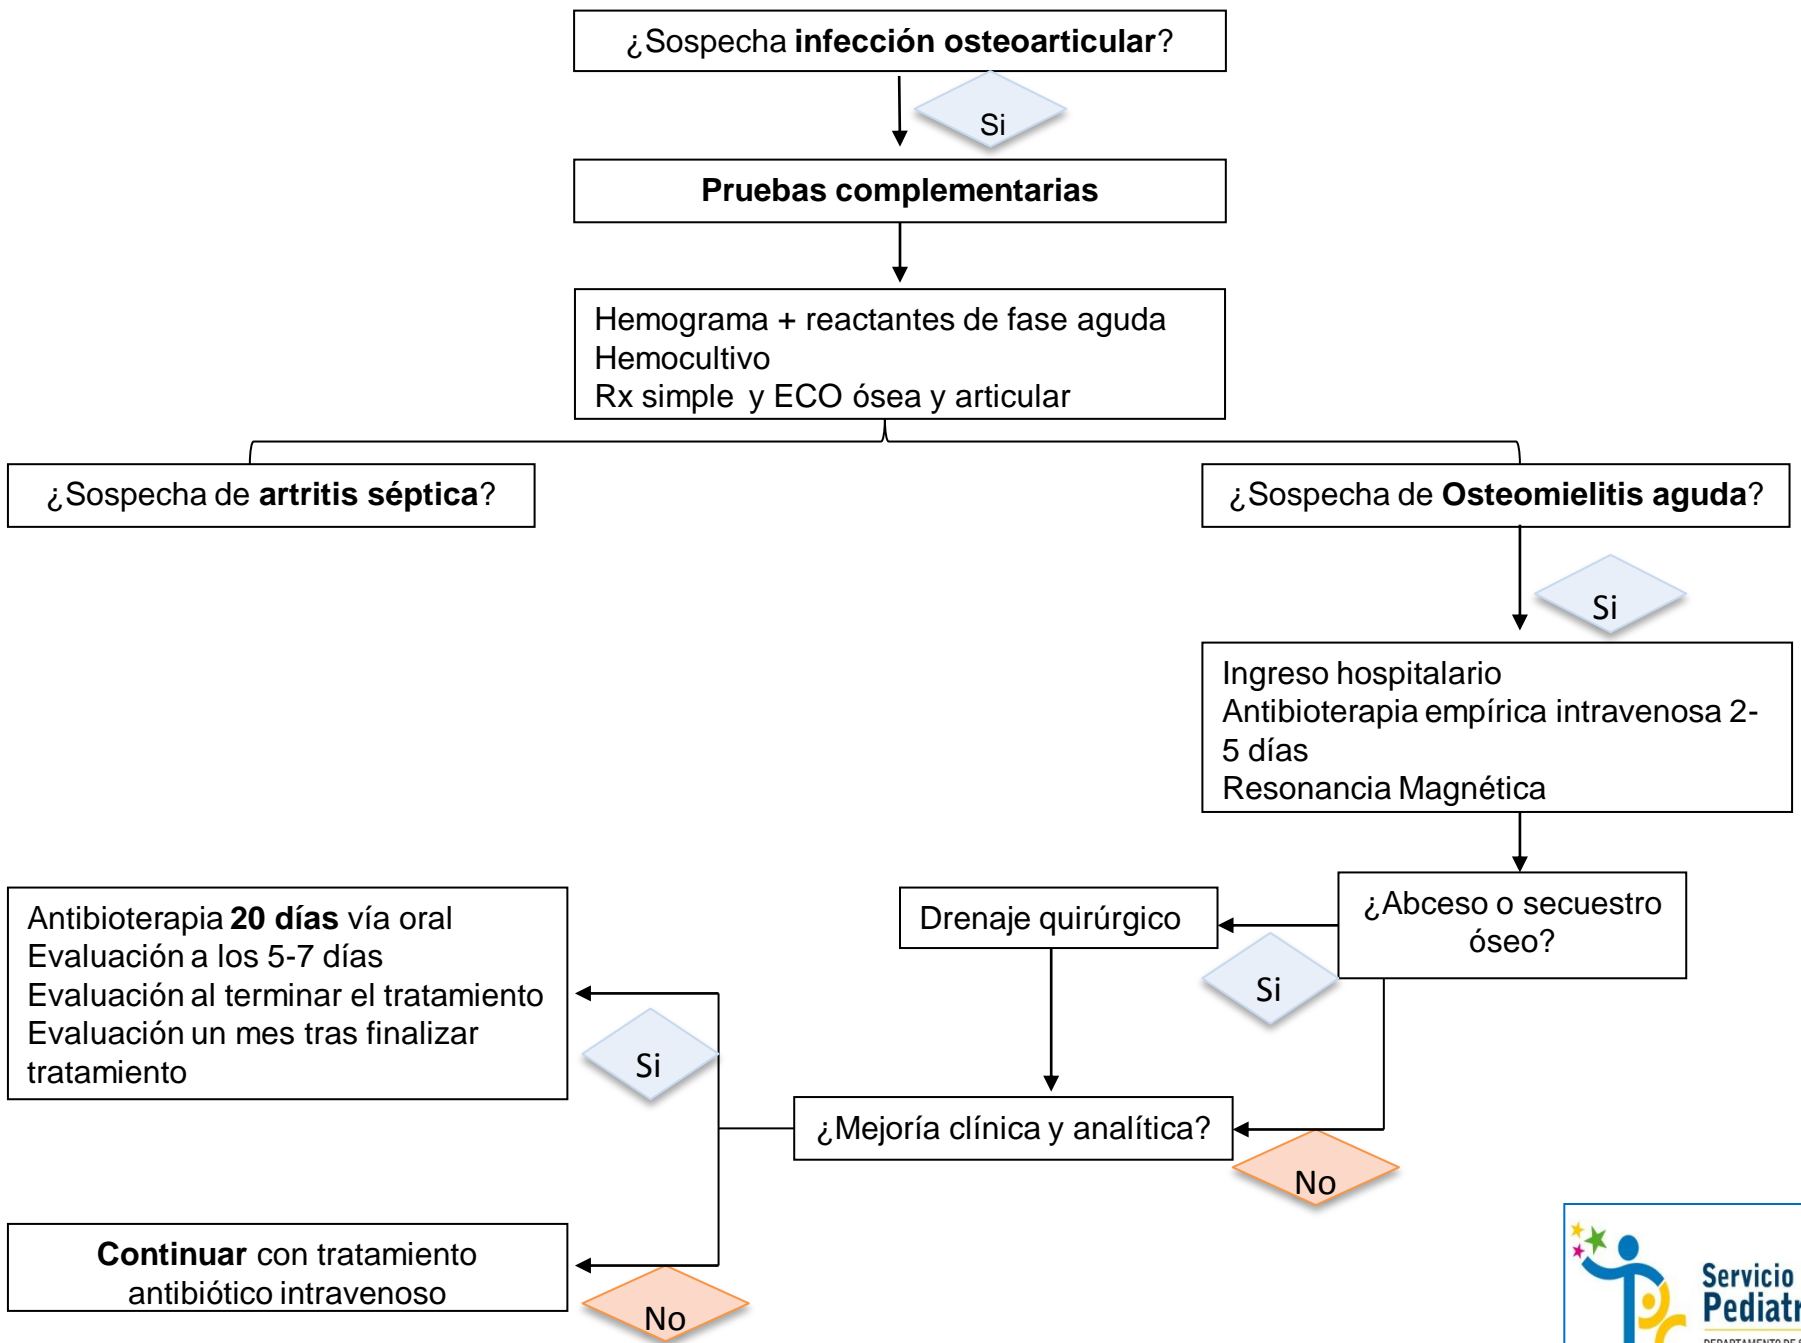 ¿Sospecha infección osteoarticular?
Si
Pruebas complementarias
Hemograma + reactantes de fase aguda
Hemocultivo
Rx simple y ECO ósea y articular
¿Sospecha de artritis séptica?
¿Sospecha de Osteomielitis aguda?
Si
Ingreso hospitalario
Antibioterapia empírica intravenosa 2-
5 días
Resonancia Magnética
¿Abceso o secuestro
óseo?
Si
Drenaje quirúrgico
No
¿Mejoría clínica y analítica?
Si
Antibioterapia 20 días vía oral
Evaluación a los 5-7 días
Evaluación al terminar el tratamiento
Evaluación un mes tras finalizar
tratamiento
No
Continuar con tratamiento
antibiótico intravenoso
Servicio
Pediatr